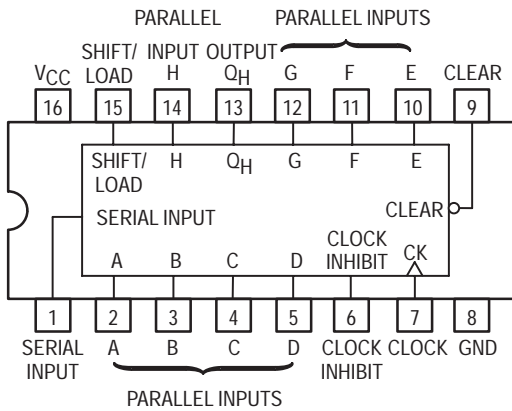 PARALLEL PARALLEL INPUTS
SHIFT/ INPUT OUTPUT
VCC LOAD H QH G F E CLEAR
16 15 14 13 12 11 10 9
SHIFT/ H QH G F E
LOAD
CLEAR
SERIAL INPUT
CLOCK CK
INHIBIT
A B C D
1 2 3 4 5 6 7 8
SERIAL A B C D CLOCK CLOCK GND
INPUT INHIBIT
PARALLEL INPUTS